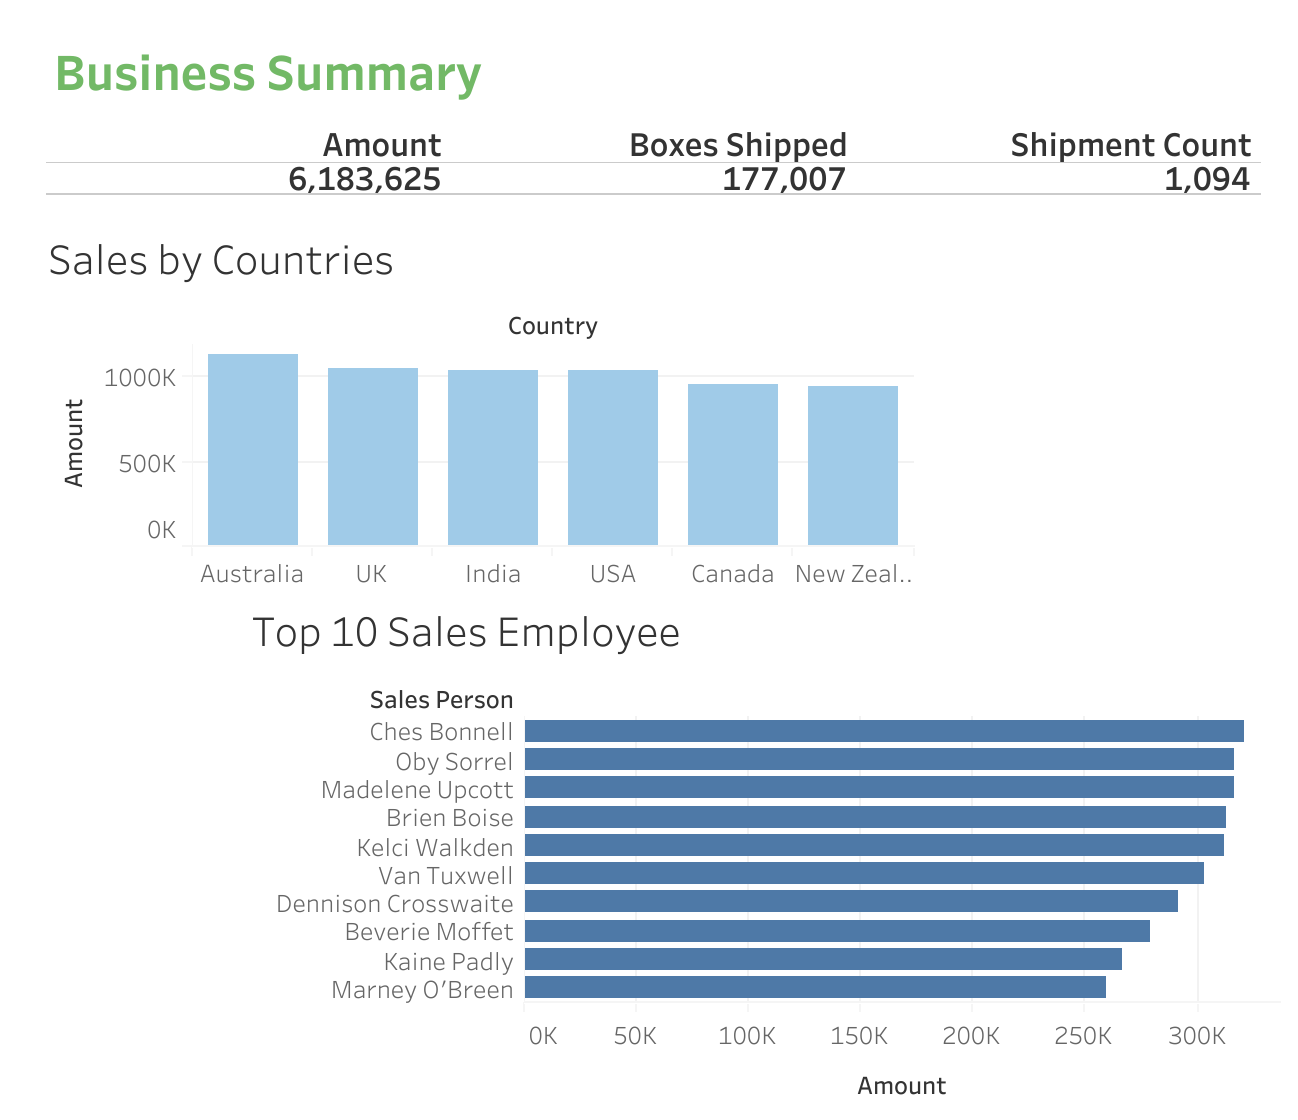 Business Summary
Amount Boxes Shipped Shipment Count
6,183,625 177,007 1,094
Sales by Countries
Country
1000K
500K
0K
Amount
Australia UK India USA Canada New Zeal..
Top 10 Sales Employee
Sales Person
Ches Bonnell
Oby Sorrel
Madelene Upcott
Brien Boise
Kelci Walkden
Van Tuxwell
Dennison Crosswaite
Beverie Moffet
Kaine Padly
Marney O’Breen
0K 50K 100K 150K 200K 250K 300K
Amount